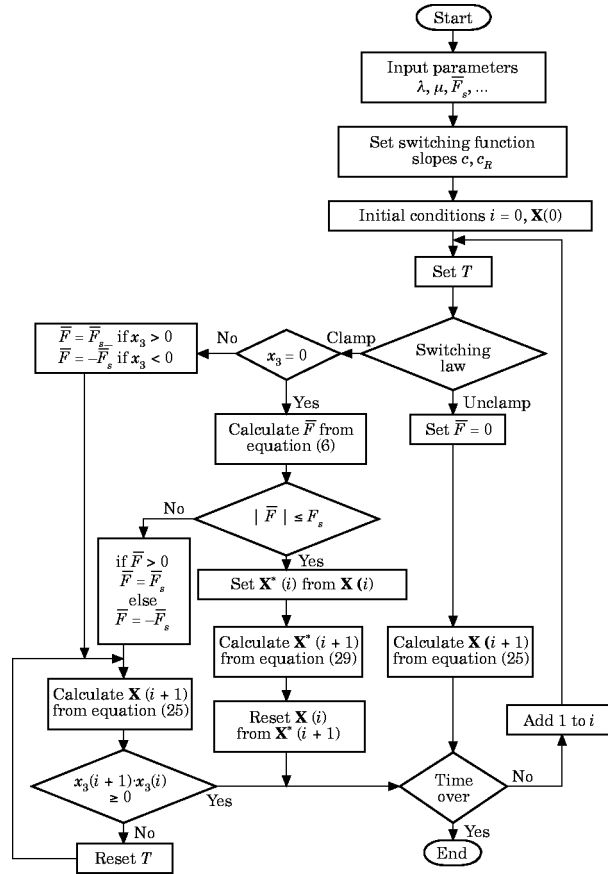 Start
Input parameters
λ, μ, F̅ₛ, ...
Set switching function
slopes c, c_R
Initial conditions i = 0, X(0)
Set T
Switching
law
Clamp
Unclamp
x₃ = 0
No
Yes
F̅ = F̅ₛ if x₃ > 0
F̅ = −F̅ₛ if x₃ < 0
Calculate F̅ from
equation (6)
Set F̅ = 0
| F̅ | ≤ Fₛ
No
Yes
if F̅ > 0
F̅ = F̅ₛ
else
F̅ = −F̅ₛ
Set X* (i) from X (i)
Calculate X* (i + 1)
from equation (29)
Calculate X (i + 1)
from equation (25)
Calculate X (i + 1)
from equation (25)
Reset X (i)
from X* (i + 1)
Add 1 to i
x₃(i + 1)·x₃(i)
≥ 0
Yes
No
Time
over
No
Yes
Reset T
End